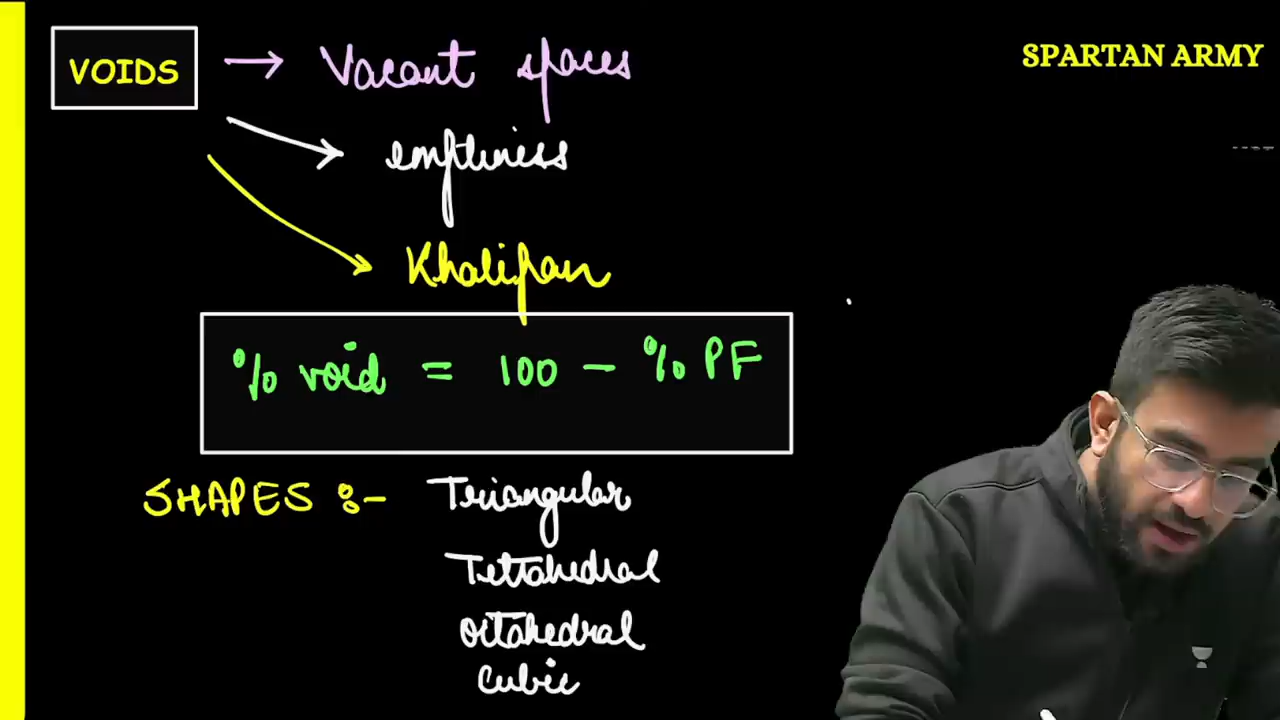 VOIDS → Vacant spaces
SPARTAN ARMY
emptiness
Khalipan
% void = 100 - % PF
SHAPES :- Triangular
Tetrahedral
Octahedral
Cubic